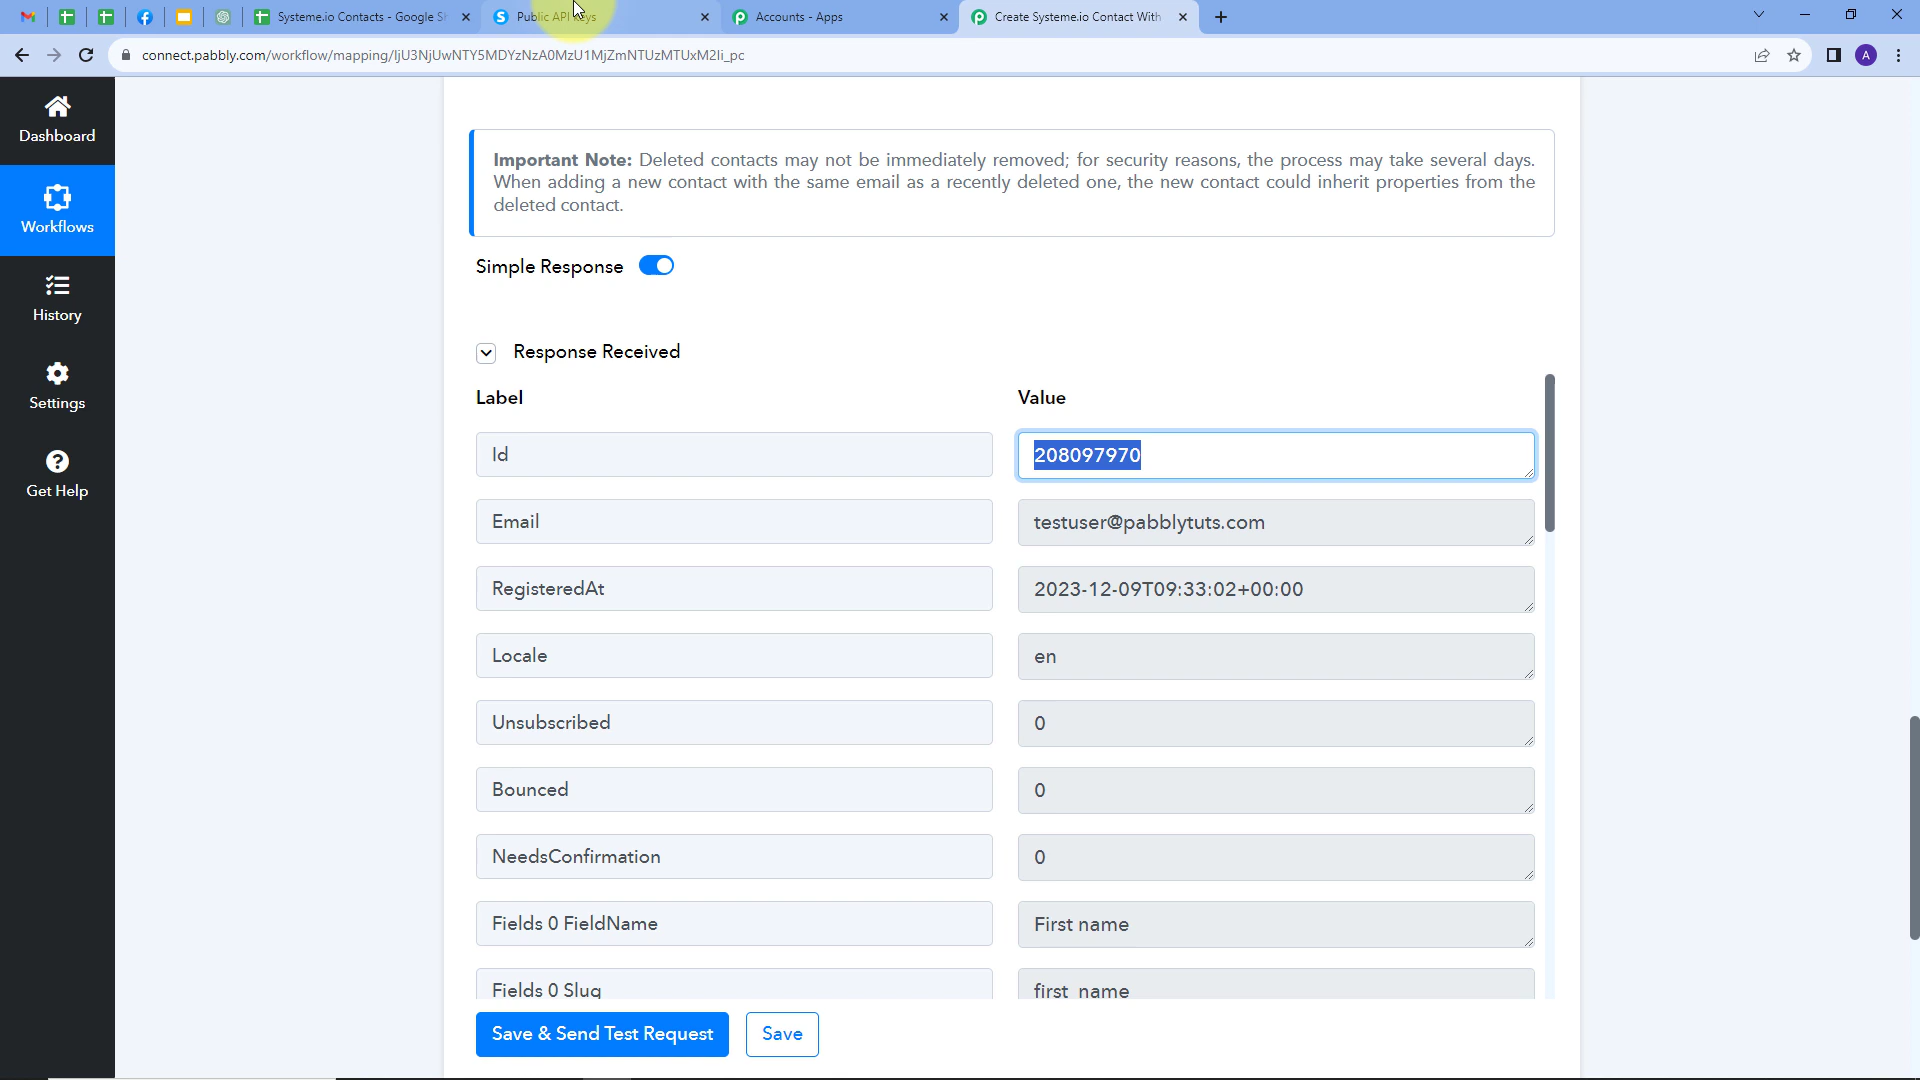 Systeme.io Contacts - Google S
Public API Keys
Accounts - Apps
Create Systeme.io Contact With
connect.pabbly.com/workflow/mapping/IjU3NjUwNTY5MDYzNzA0MzU1MjZmNTUzMTUxM2Ii_pc
A
Dashboard
Workflows
History
Settings
Get Help
Important Note: Deleted contacts may not be immediately removed; for security reasons, the process may take several days.
When adding a new contact with the same email as a recently deleted one, the new contact could inherit properties from the
deleted contact.
Simple Response
Response Received
Label
Value
Id
208097970
Email
testuser@pabblytuts.com
RegisteredAt
2023-12-09T09:33:02+00:00
Locale
en
Unsubscribed
0
Bounced
0
NeedsConfirmation
0
Fields 0 FieldName
First name
Fields 0 Slug
first_name
Save & Send Test Request
Save